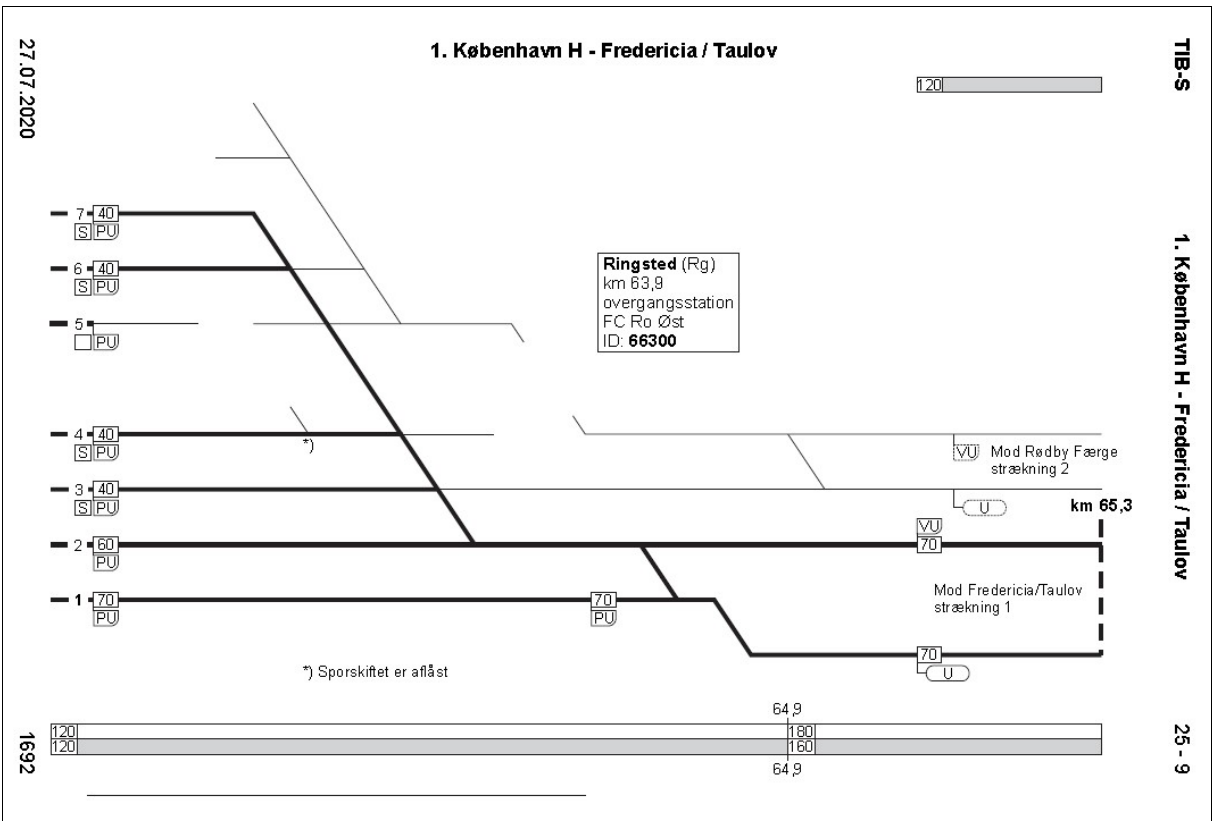 1. København H - Fredericia / Taulov
TIB-S
27.07.2020
120
7 40
S PU
6 40
S PU
5
PU
Ringsted (Rg)
km 63,9
overgangsstation
FC Ro Øst
ID: 66300
1. København H - Fredericia / Taulov
4 40
*)
S PU
VU Mod Rødby Færge
strækning 2
3 40
S PU
U
km 65,3
VU
2 60
70
PU
Mod Fredericia/Taulov
strækning 1
1 70
70
PU
PU
70
U
*) Sporskiftet er aflåst
64,9
120
180
120
160
64,9
1692
25 - 9